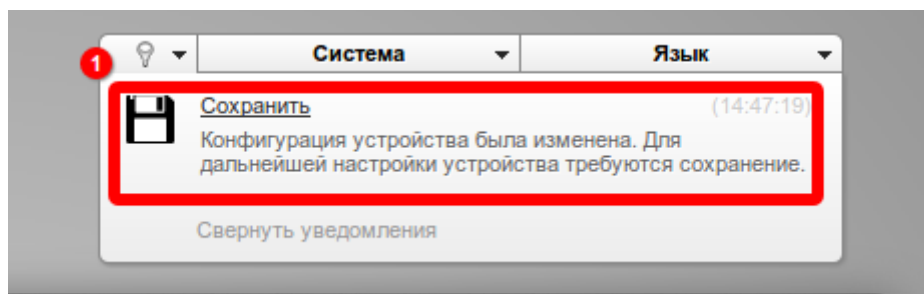 1
Система Язык
Сохранить (14:47:19)
Конфигурация устройства была изменена. Для
дальнейшей настройки устройства требуются сохранение.
Свернуть уведомления